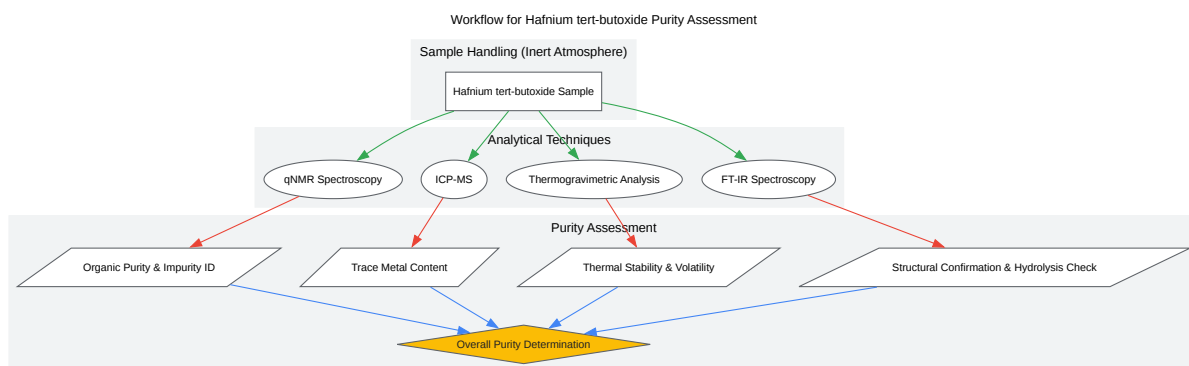 Workflow for Hafnium tert-butoxide Purity Assessment
Sample Handling (Inert Atmosphere)
Hafnium tert-butoxide Sample
Analytical Techniques
qNMR Spectroscopy
ICP-MS
Thermogravimetric Analysis
FT-IR Spectroscopy
Purity Assessment
Organic Purity & Impurity ID
Trace Metal Content
Thermal Stability & Volatility
Structural Confirmation & Hydrolysis Check
Overall Purity Determination